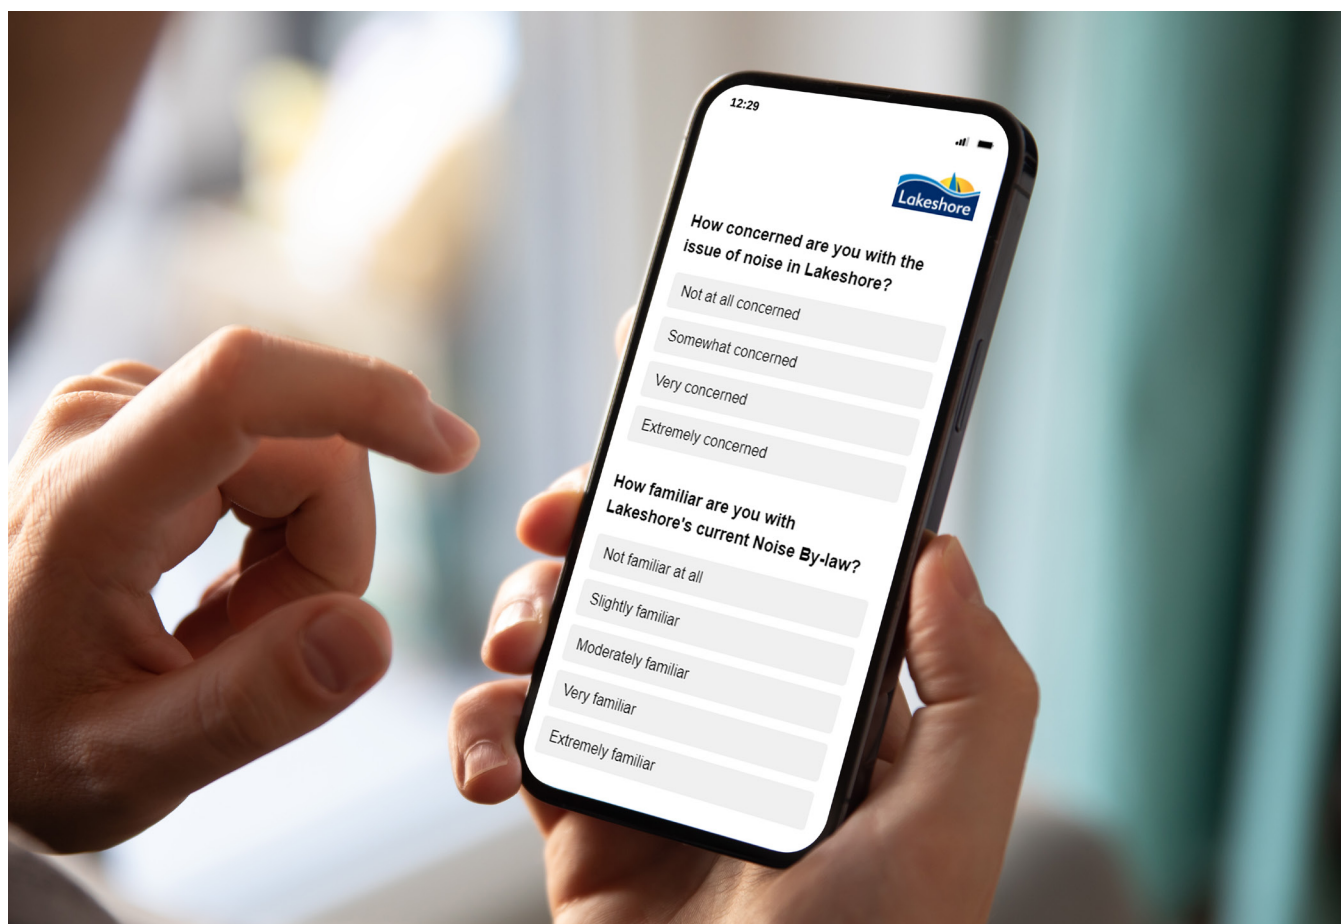 12:29
Lakeshore
How concerned are you with the
issue of noise in Lakeshore?
Not at all concerned
Somewhat concerned
Very concerned
Extremely concerned
How familiar are you with
Lakeshore's current Noise By-law?
Not familiar at all
Slightly familiar
Moderately familiar
Very familiar
Extremely familiar